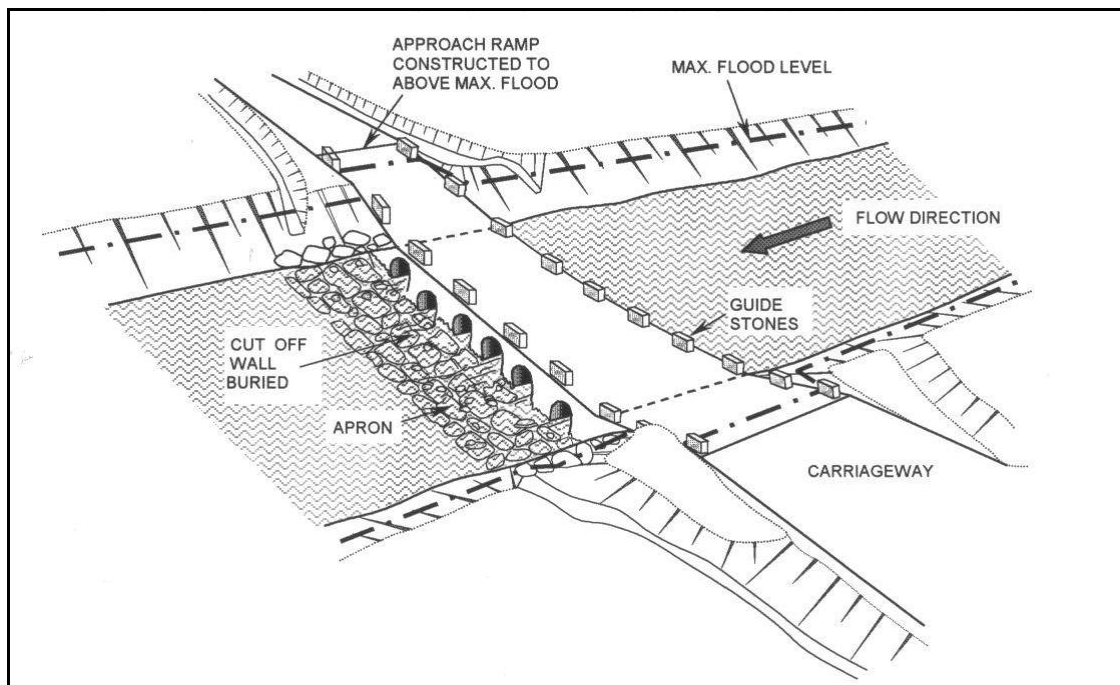 APPROACH RAMP
CONSTRUCTED TO
ABOVE MAX. FLOOD
MAX. FLOOD LEVEL
FLOW DIRECTION
GUIDE
STONES
CUT OFF
WALL
BURIED
APRON
CARRIAGEWAY